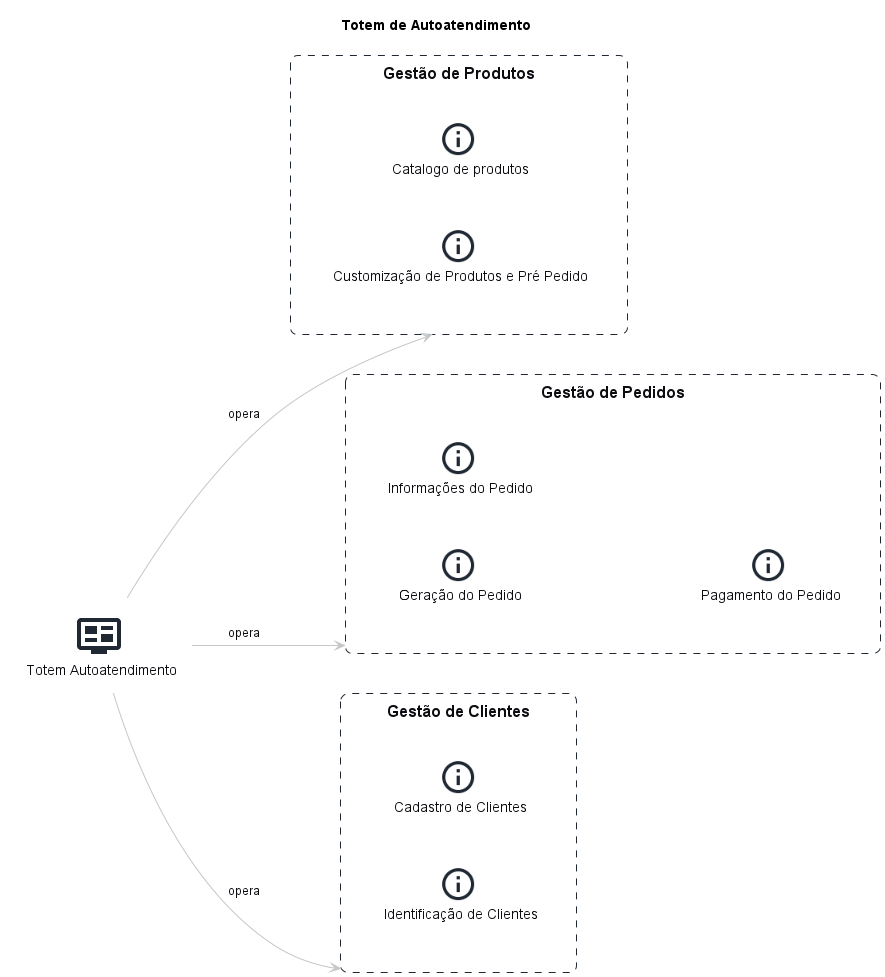 Totem de Autoatendimento
Gestão de Produtos
Catalogo de produtos
Customização de Produtos e Pré Pedido
opera
Gestão de Pedidos
Informações do Pedido
Geração do Pedido
Pagamento do Pedido
opera
Totem Autoatendimento
Gestão de Clientes
Cadastro de Clientes
opera
Identificação de Clientes